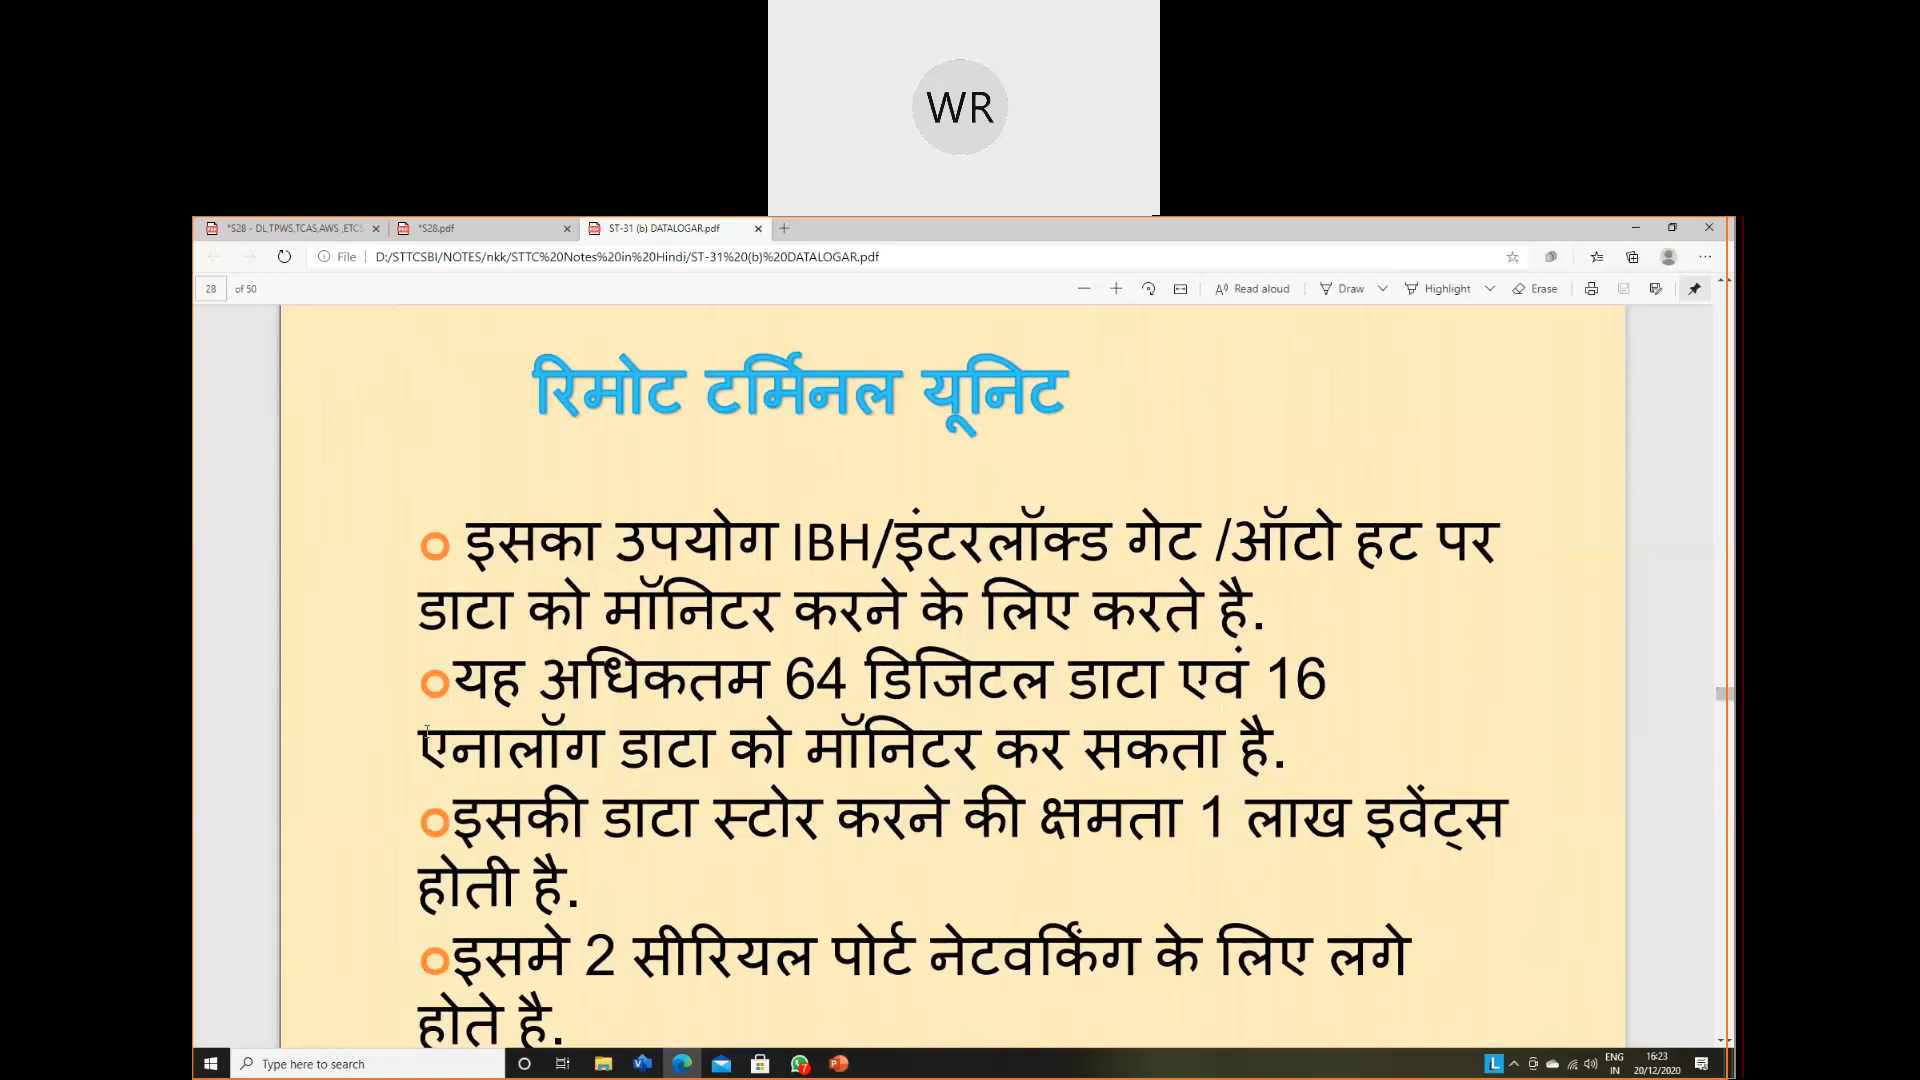 WR
*S28 - DL,TPWS,TCAS,AWS ,ETCS
*S28.pdf
ST-31 (b) DATALOGAR.pdf
File
D:/STTCSBI/NOTES/nkk/STTC%20Notes%20in%20Hindi/ST-31%20(b)%20DATALOGAR.pdf
28 of 50
Read aloud
Draw
Highlight
Erase
रिमोट टर्मिनल यूनिट
इसका उपयोग IBH/इंटरलॉक्ड गेट /ऑटो हट पर
डाटा को मॉनिटर करने के लिए करते है.
यह अधिकतम 64 डिजिटल डाटा एवं 16
एनालॉग डाटा को मॉनिटर कर सकता है.
इसकी डाटा स्टोर करने की क्षमता 1 लाख इवेंट्स
होती है.
इसमे 2 सीरियल पोर्ट नेटवर्किंग के लिए लगे
होते है.
Type here to search
7
L
ENG
IN
16:23
20/12/2020